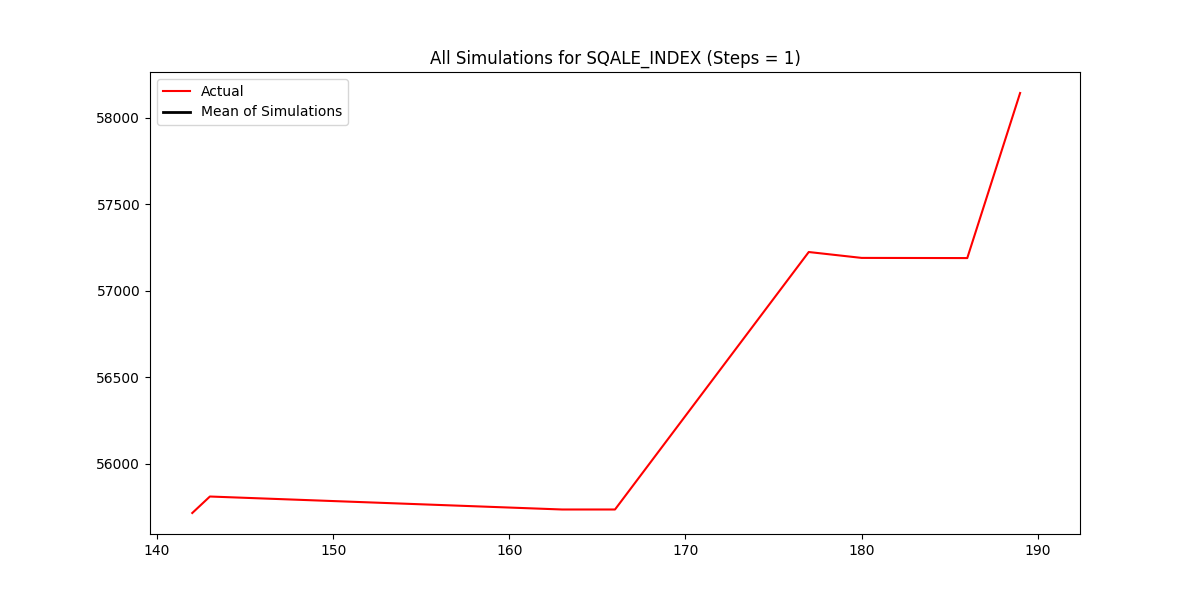 All Simulations for SQALE_INDEX (Steps = 1)
Actual
Mean of Simulations
58000
57500
57000
56500
56000
140 150 160 170 180 190